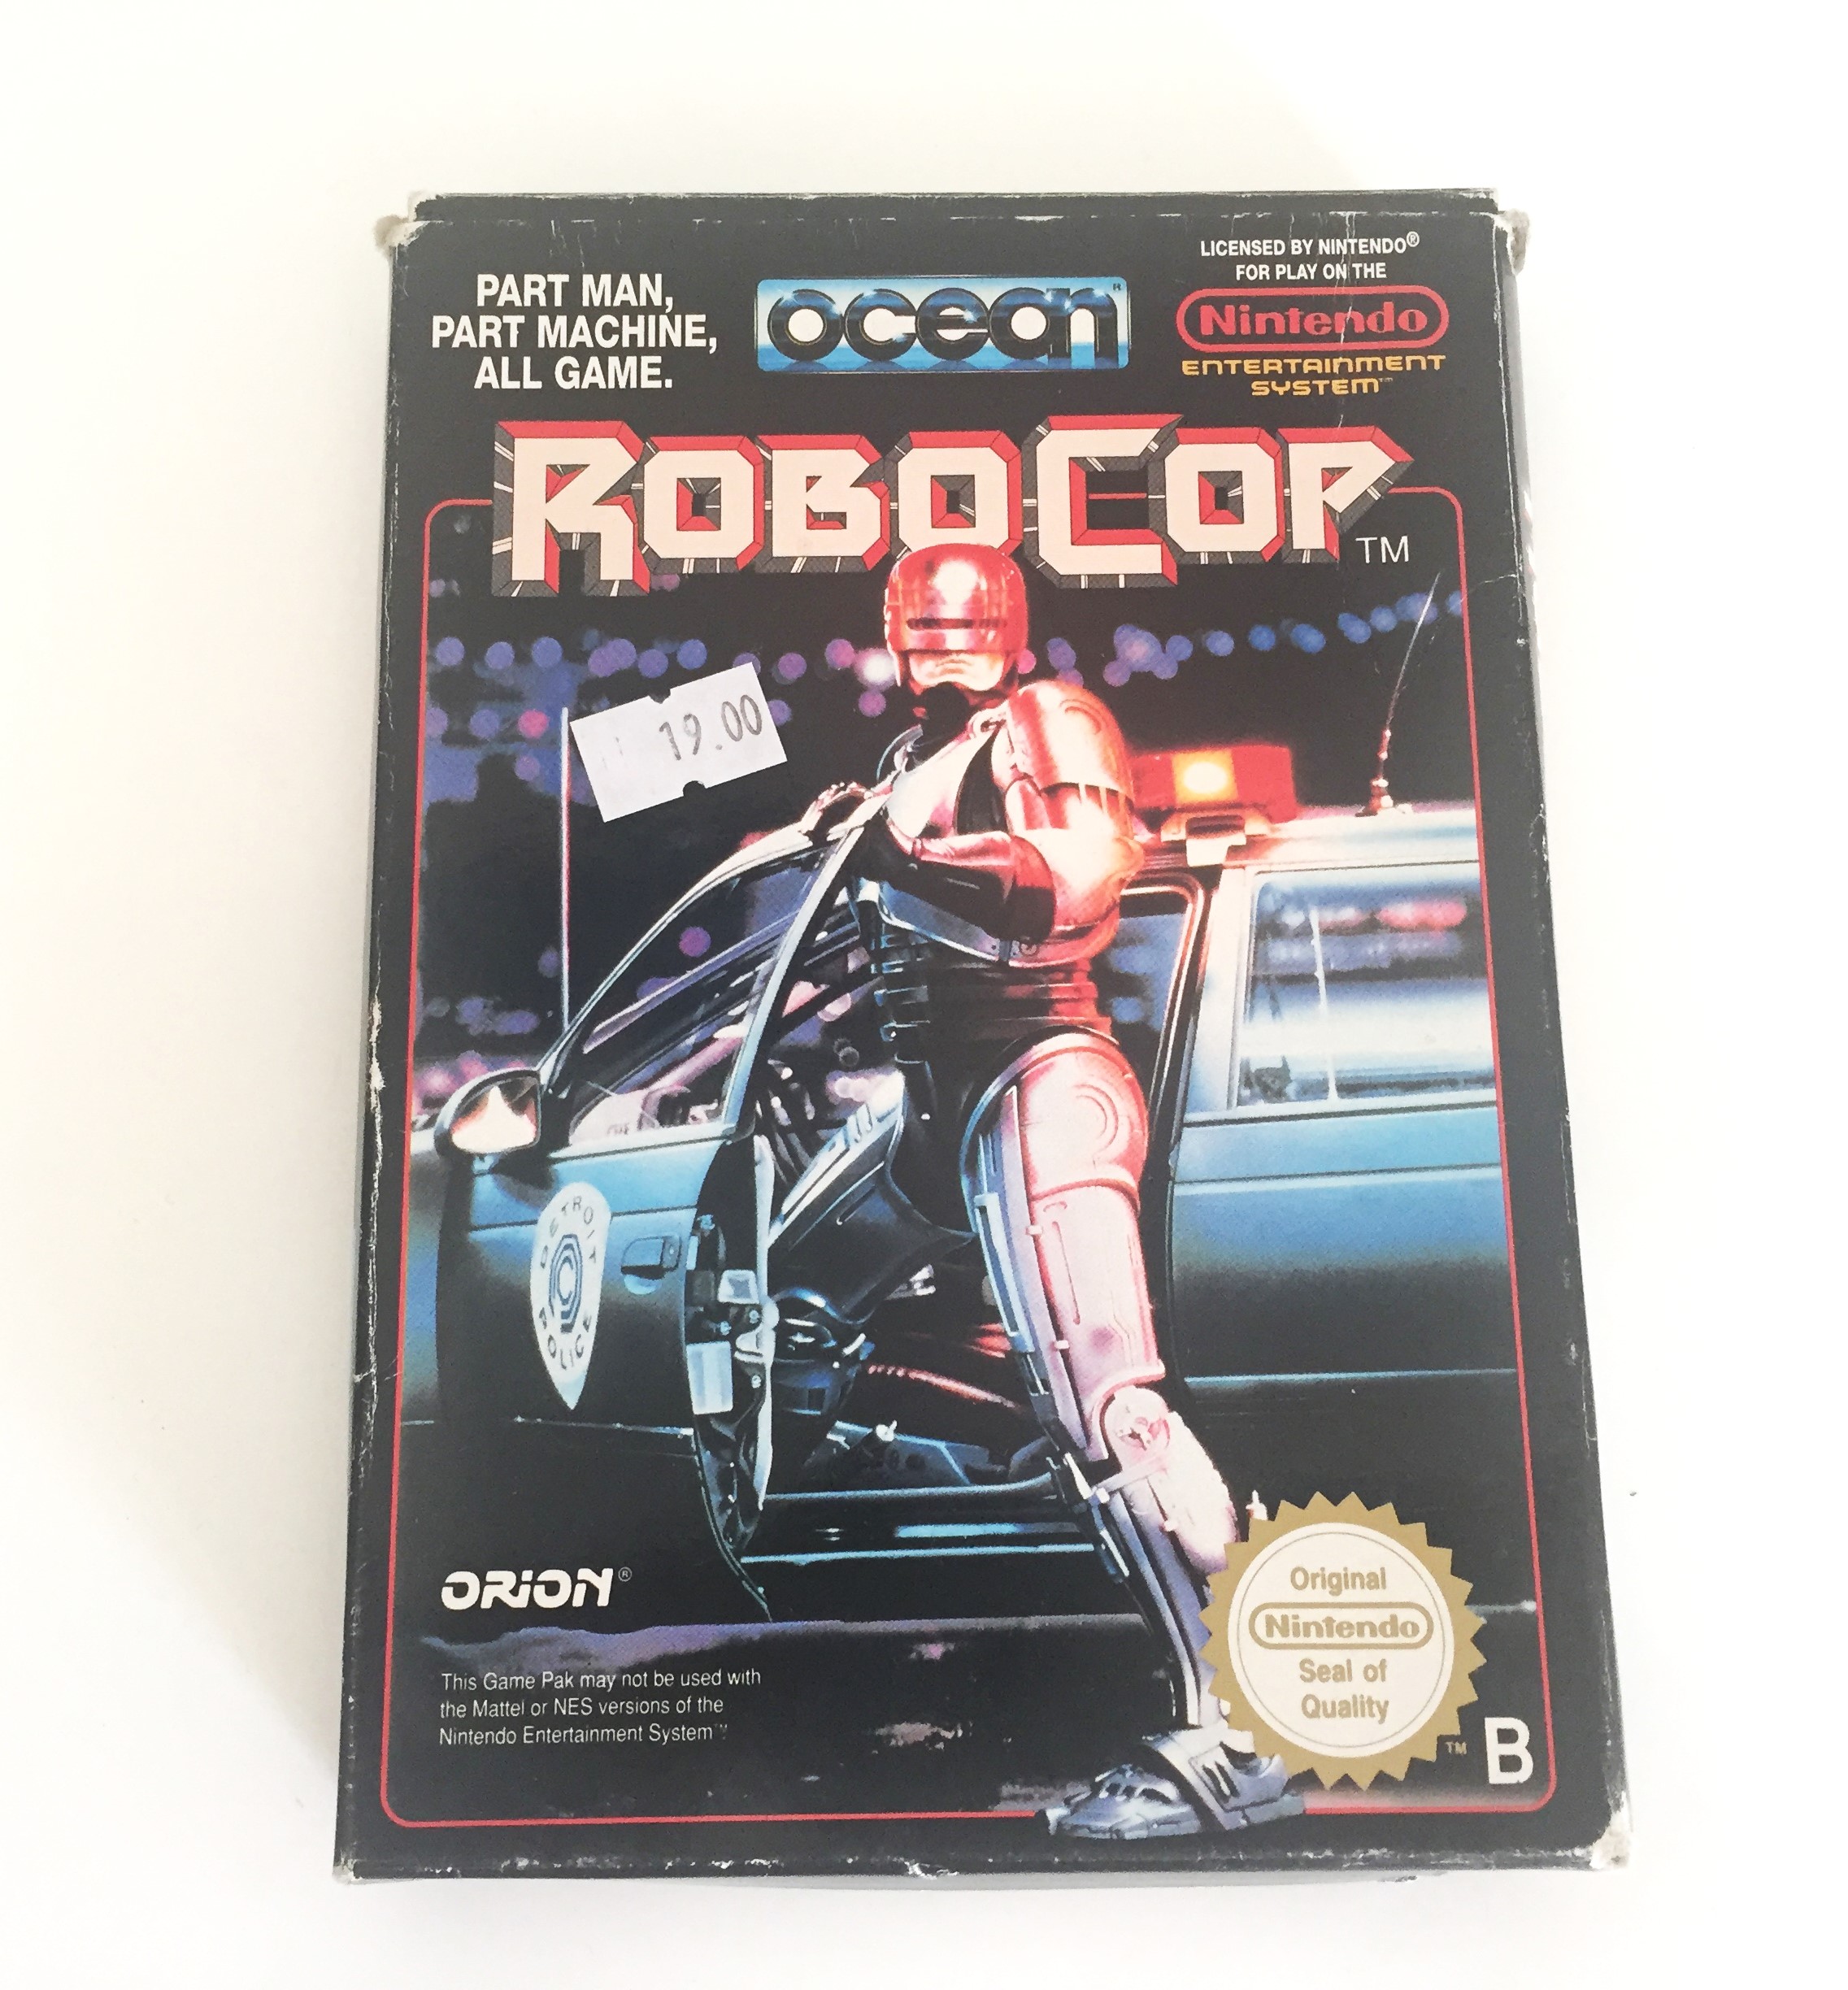 PART MAN,
PART MACHINE,
ALL GAME.
ocean®
LICENSED BY NINTENDO®
FOR PLAY ON THE
Nintendo
ENTERTAINMENT
SYSTEM™
ROBOCOP™
19.00
DETROIT
POLICE
ORION®
This Game Pak may not be used with
the Mattel or NES versions of the
Nintendo Entertainment System™
Original
Nintendo
Seal of
Quality
TM
B